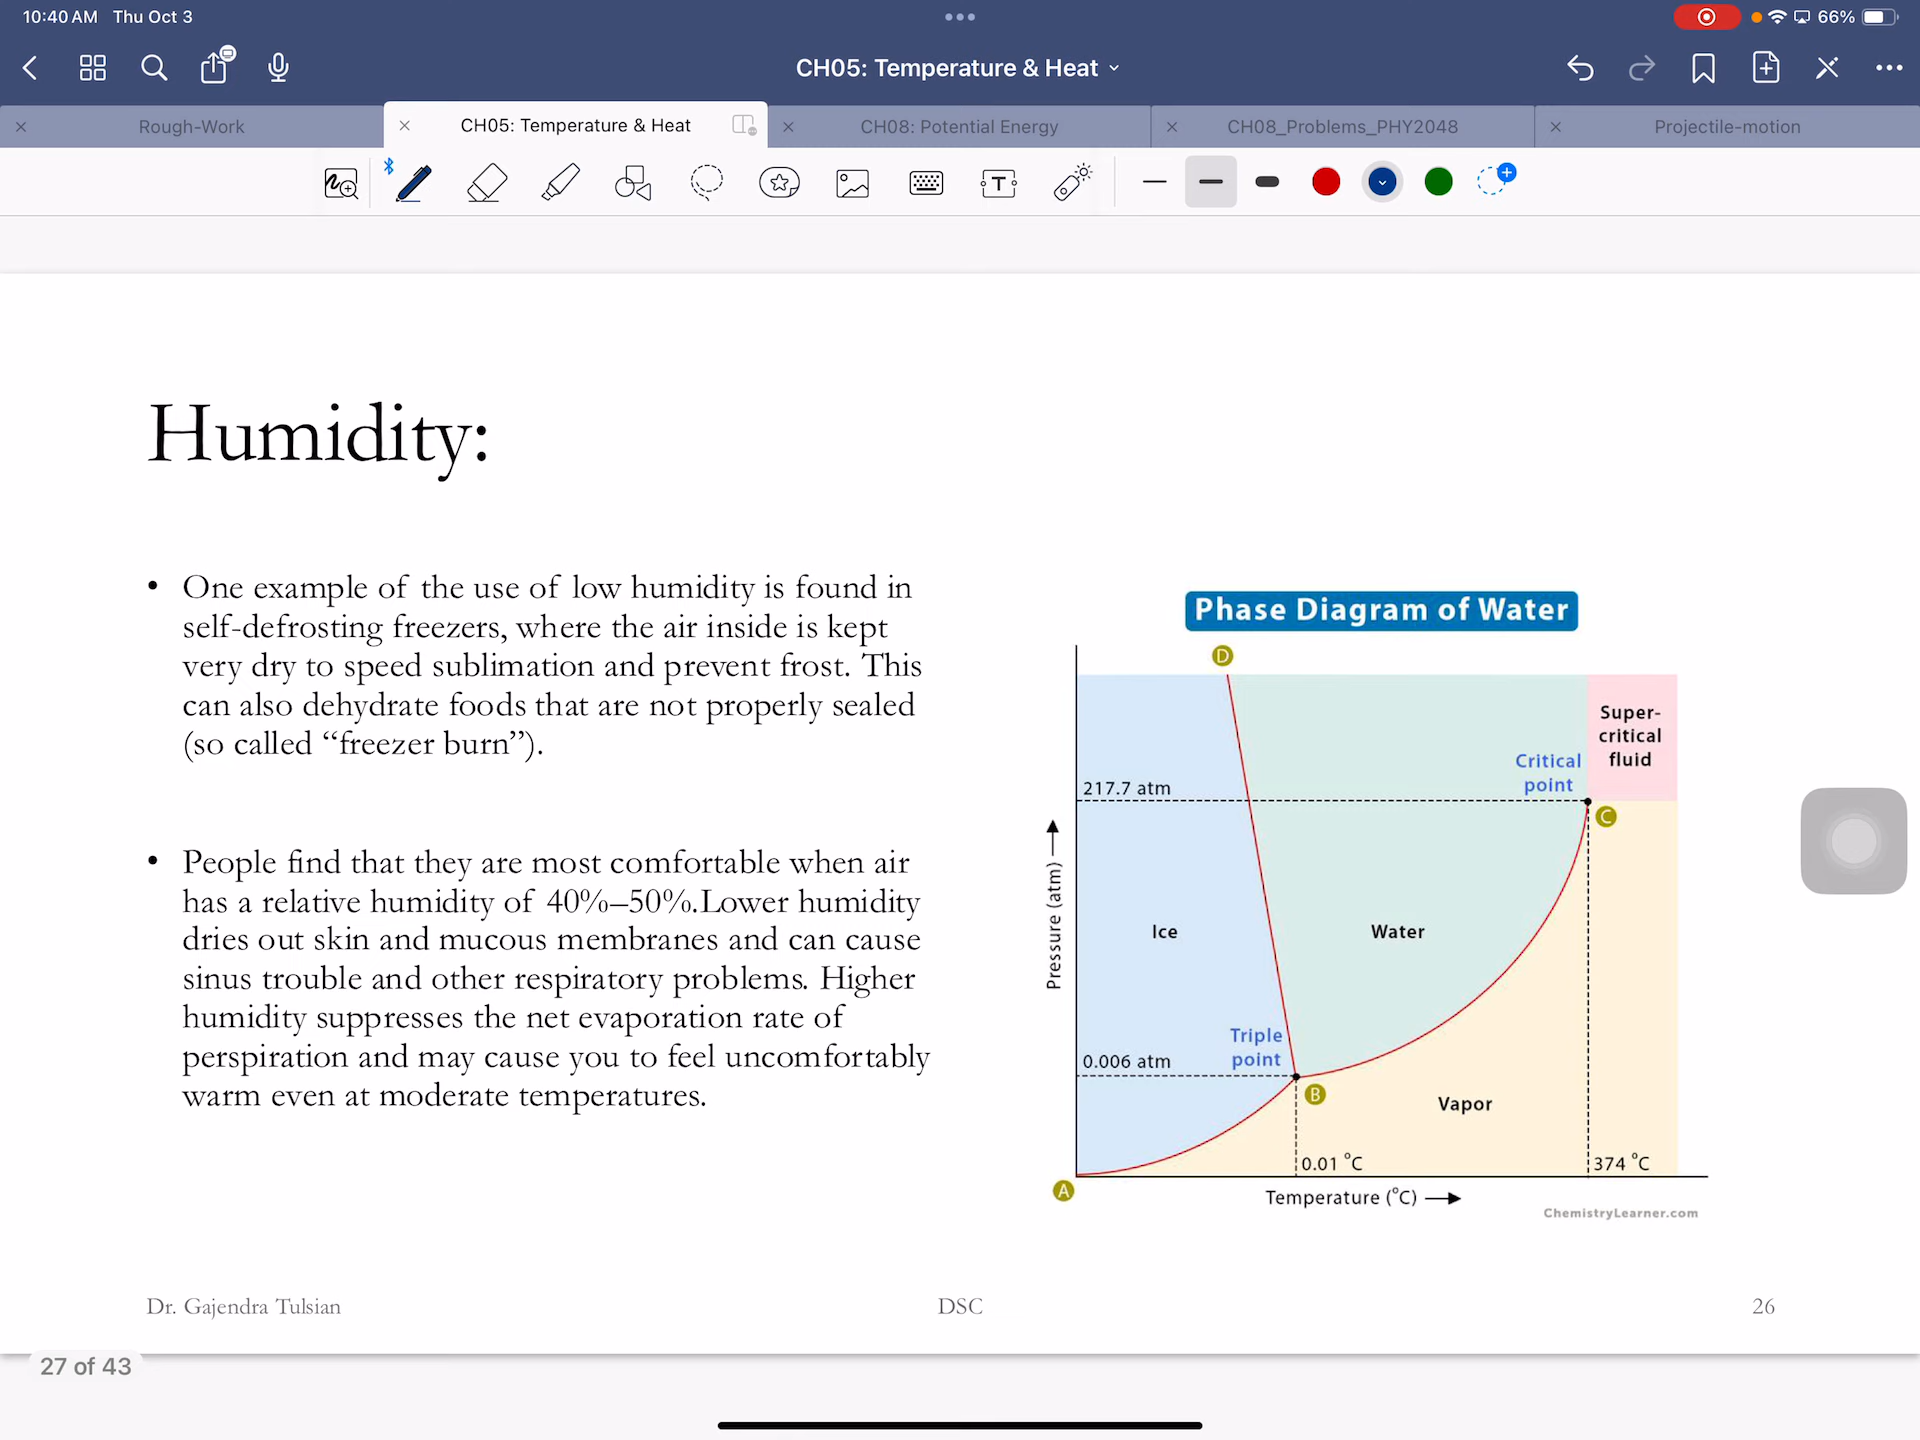 10:40 AM Thu Oct 3
66%
CH05: Temperature & Heat
Rough-Work
CH05: Temperature & Heat
CH08: Potential Energy
CH08_Problems_PHY2048
Projectile-motion
T
Humidity:
• One example of the use of low humidity is found in
self-defrosting freezers, where the air inside is kept
very dry to speed sublimation and prevent frost. This
can also dehydrate foods that are not properly sealed
(so called “freezer burn”).
• People find that they are most comfortable when air
has a relative humidity of 40%–50%.Lower humidity
dries out skin and mucous membranes and can cause
sinus trouble and other respiratory problems. Higher
humidity suppresses the net evaporation rate of
perspiration and may cause you to feel uncomfortably
warm even at moderate temperatures.
Phase Diagram of Water
D
Super-
critical
fluid
Critical
point
217.7 atm
C
Pressure (atm)
Ice
Water
Triple
point
0.006 atm
B
Vapor
0.01 °C
374 °C
A
Temperature (°C)
ChemistryLearner.com
Dr. Gajendra Tulsian
DSC
26
27 of 43